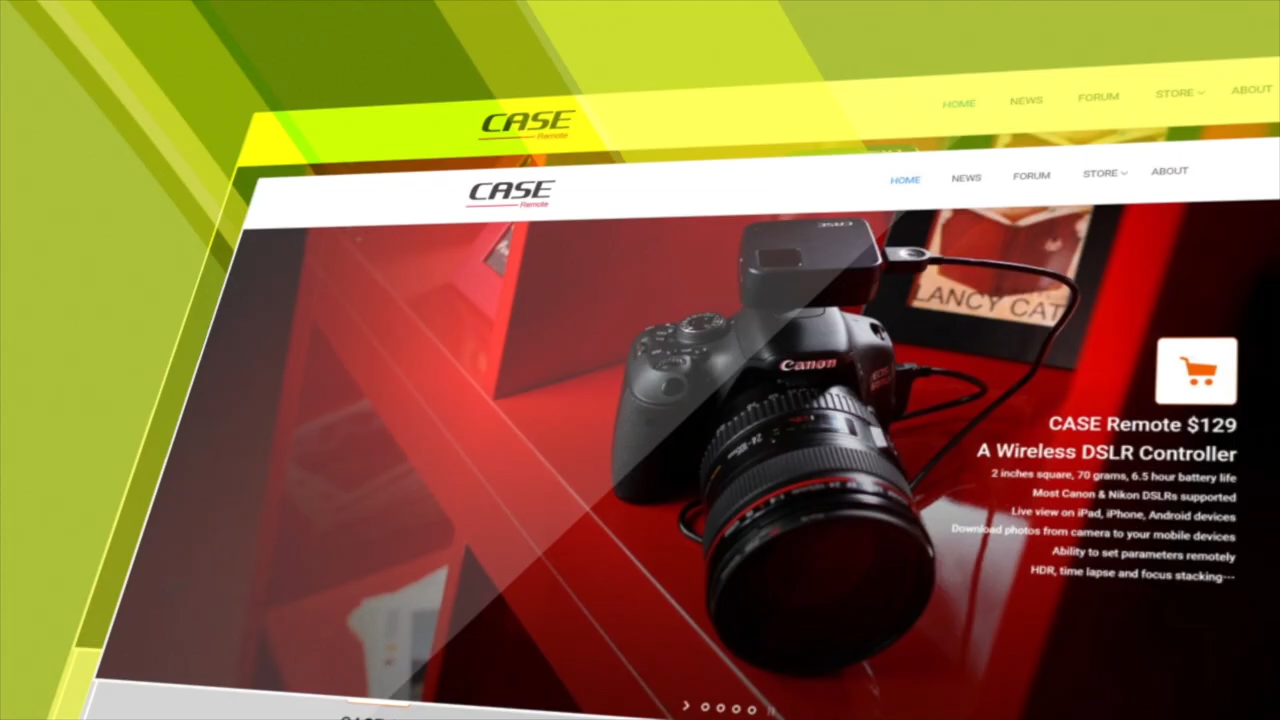 CASE
Remote
HOME NEWS FORUM STORE ABOUT
CASE
Remote
HOME NEWS FORUM STORE ABOUT
CASE
LANCY CAT
Canon
CASE Remote $129
A Wireless DSLR Controller
2 inches square, 70 grams, 6.5 hour battery life
Most Canon & Nikon DSLRs supported
Live view on iPad, iPhone, Android devices
Download photos from camera to your mobile devices
Ability to set parameters remotely
HDR, time lapse and focus stacking---